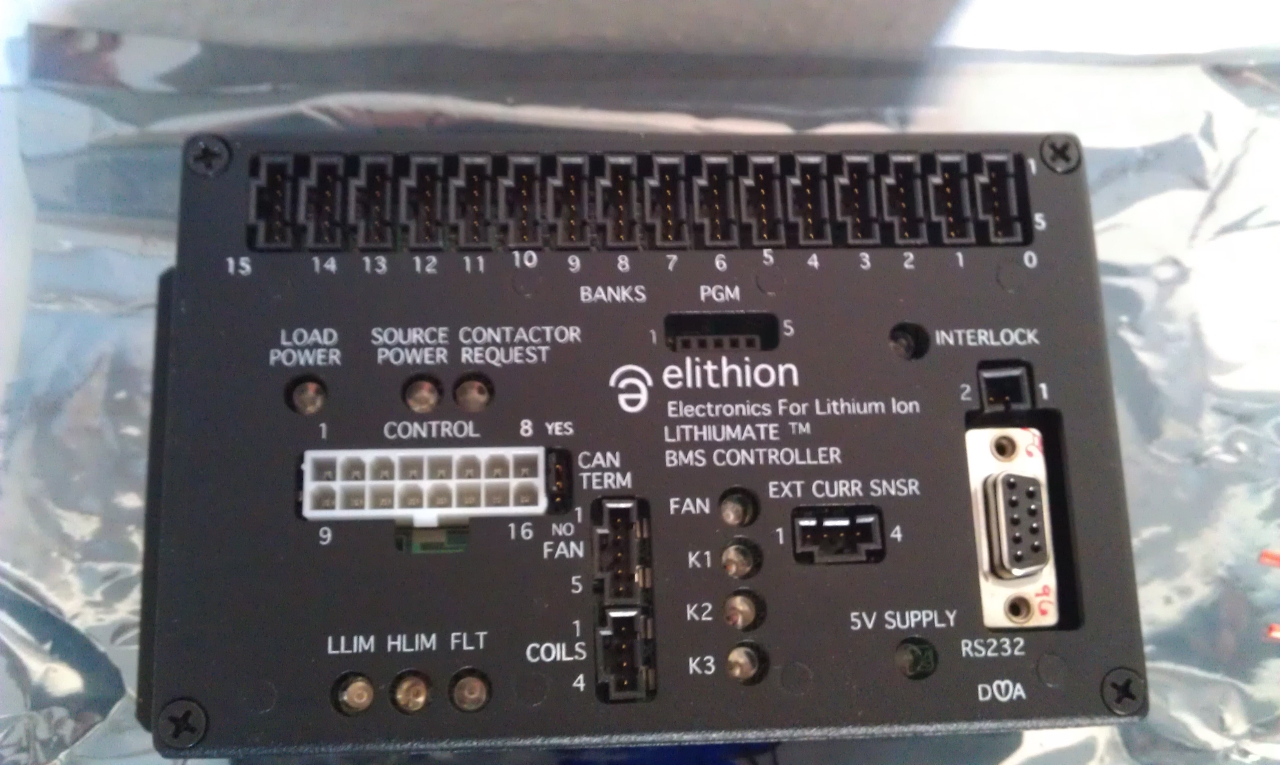 1
5
15 14 13 12 11 10 9 8 7 6 5 4 3 2 1 0
BANKS PGM
1 5
LOAD POWER
SOURCE POWER
CONTACTOR REQUEST
INTERLOCK
2 1
elithion
Electronics For Lithium Ion
LITHIUMATE ™
BMS CONTROLLER
1 CONTROL 8
YES
CAN TERM
NO
9 16
1
FAN
5
1
COILS
4
FAN
K1
K2
K3
EXT CURR SNSR
1 4
5V SUPPLY
RS232
D♡A
LLIM HLIM FLT